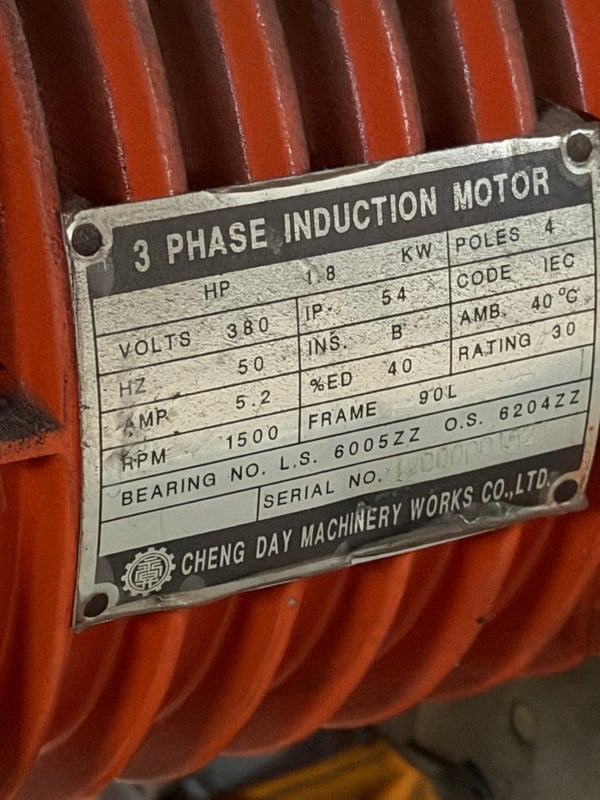 3 PHASE INDUCTION MOTOR
HP 1.8 KW POLES 4
VOLTS 380 IP. 54 CODE IEC
HZ 50 INS. B AMB. 40°C
AMP 5.2 %ED 40 RATING 30
RPM 1500 FRAME 90L
BEARING NO. L.S. 6005ZZ O.S. 6204ZZ
SERIAL NO.
CHENG DAY MACHINERY WORKS CO.,LTD.